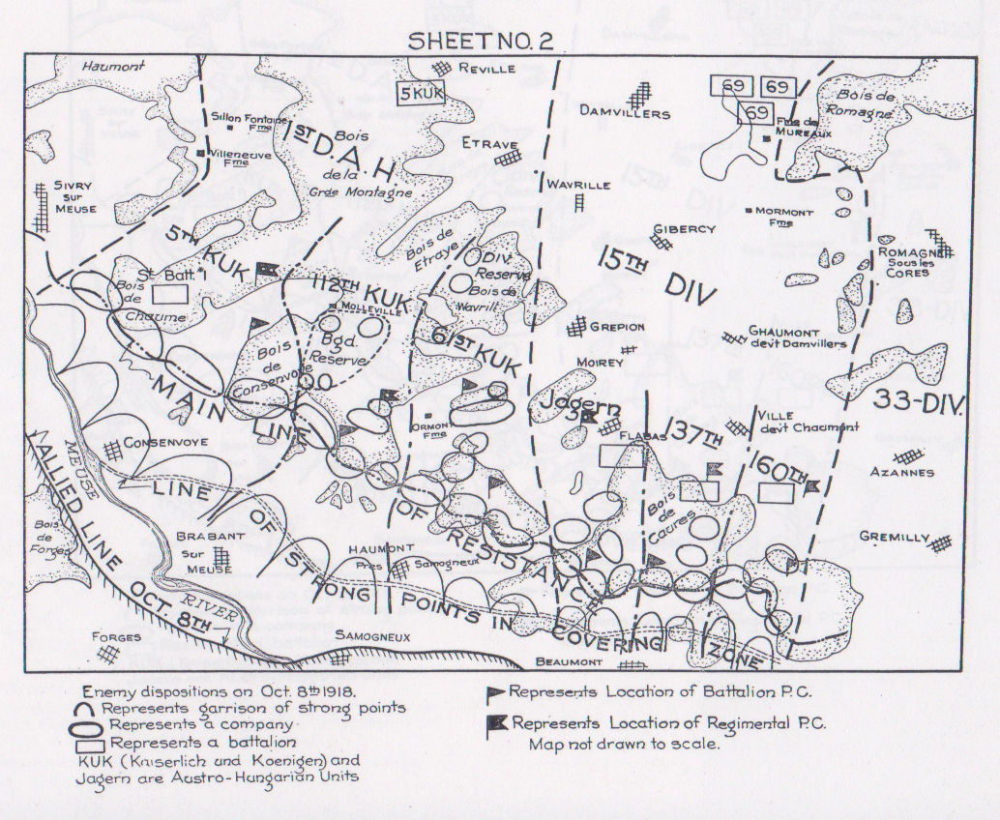 SHEET NO. 2
Haumont
REVILLE
5 KUK
69
69
69
Bois de
Romagne
Fme de
MUREAUX
DAMVILLERS
Sillon Fontaine
Fme
1ST D.A.H.
Bois
de la
Grde Montagne
ETRAVE
Villeneuve
Fme
SIVRY
sur
MEUSE
WAVRILLE
MORMONT
Fme
GIBERCY
ROMAGNE
Sous les
CORES
5TH KUK
Bois de
Etraye
DIV.
Reserve
Bois de
Wavrill
15TH DIV
St. Batt. 1
Bois
de
Chaume
112TH KUK
MOLLEVILLE
Bgd.
Reserve
61ST KUK
GREPION
CHAUMONT
devt Damvillers
MOIREY
Bois
de
Consenvoye
33-DIV.
Jagern
3
FLABAS
137TH
VILLE
devt Chaumont
160TH
AZANNES
ORMONT
Fme
MAIN LINE OF RESISTANCE
CONSENVOYE
Bois
de
Caures
GREMILLY
MEUSE RIVER
ALLIED LINE OCT. 8TH
Bois
de
Forges
LINE OF STRONG POINTS IN COVERING ZONE
BRABANT
sur
MEUSE
HAUMONT
Pres Samogneux
FORGES
SAMOGNEUX
BEAUMONT
Enemy dispositions on Oct. 8th 1918.
Represents garrison of strong points
Represents a company.
Represents a battalion
KUK (Kaiserlich und Koenigen) and
Jagern are Austro-Hungarian Units
Represents Location of Battalion P.C.
Represents Location of Regimental P.C.
Map not drawn to scale.